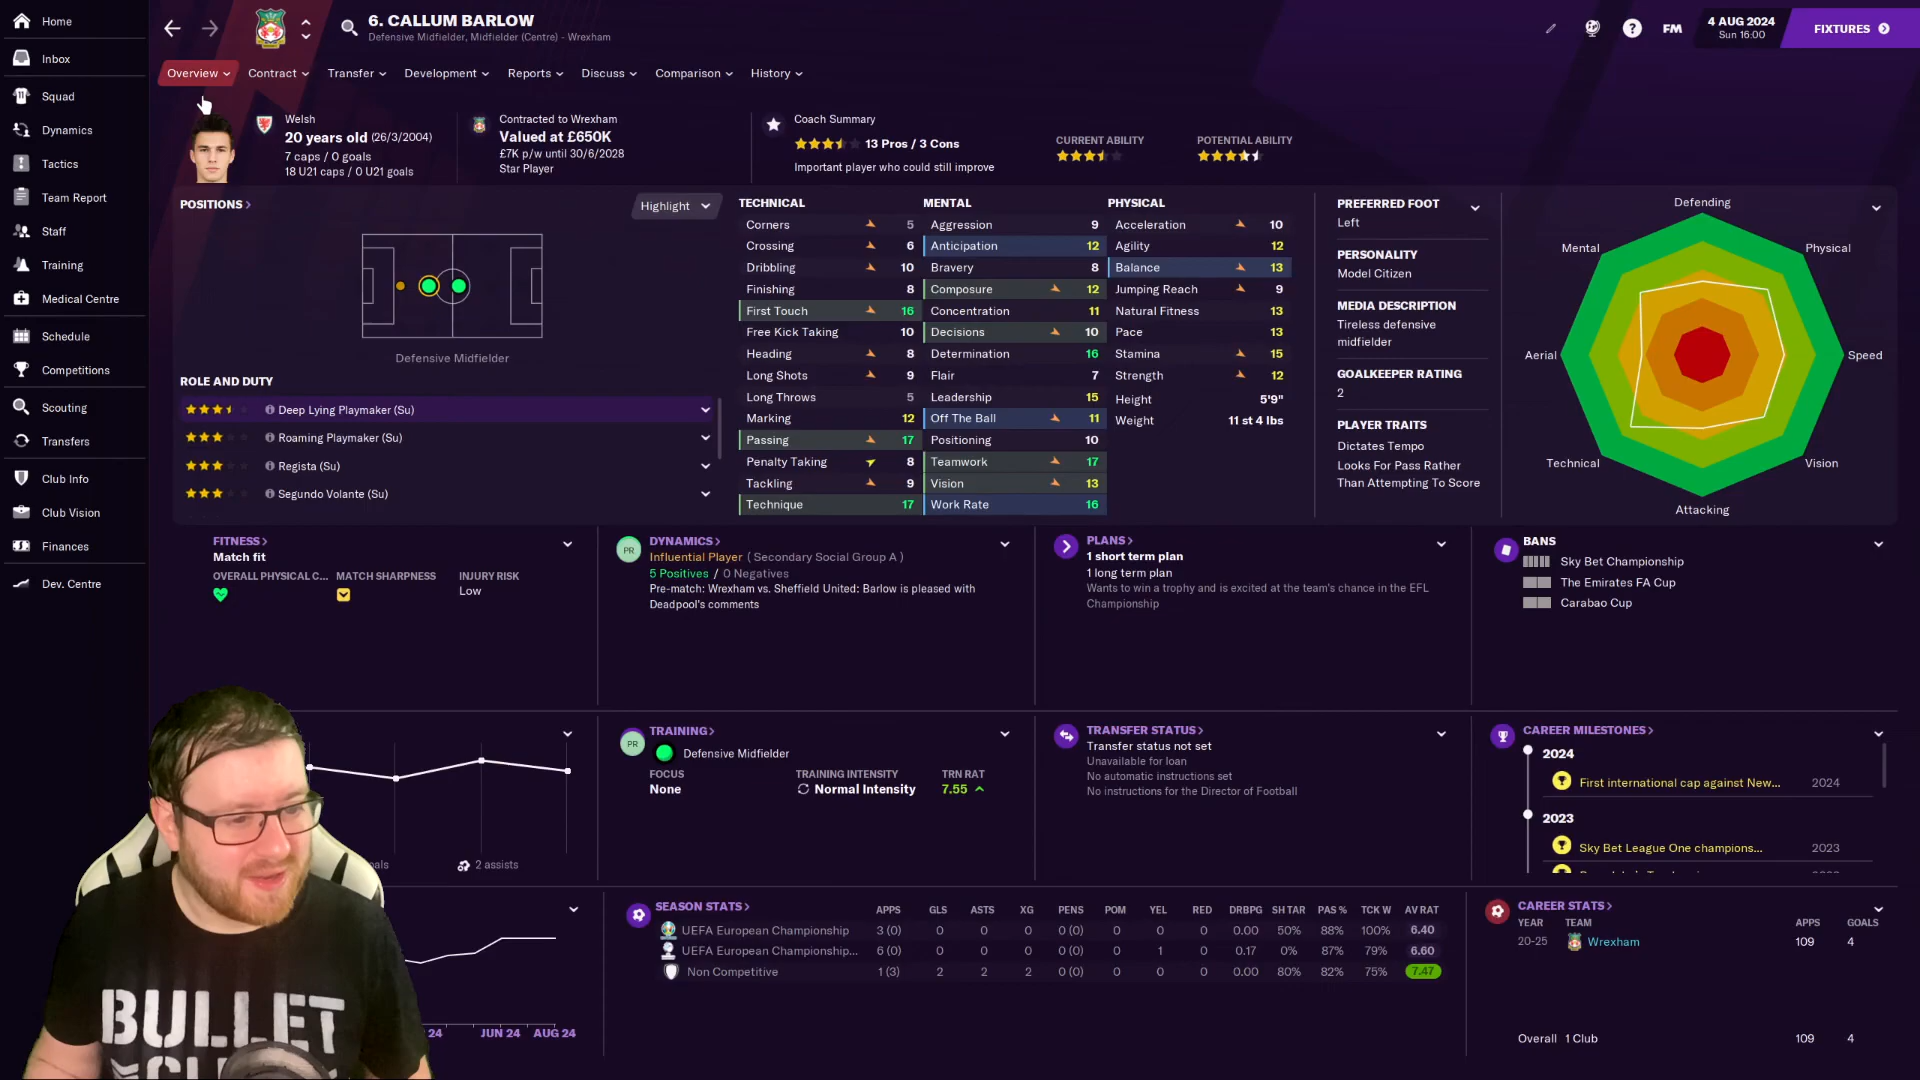 Home
Inbox
Squad
Dynamics
Tactics
Team Report
Staff
Training
Medical Centre
Schedule
Competitions
Scouting
Transfers
Club Info
Club Vision
Finances
Dev. Centre
6. CALLUM BARLOW
Defensive Midfielder, Midfielder (Centre) - Wrexham
FM
4 AUG 2024
Sun 16:00
FIXTURES
Overview Contract Transfer Development Reports Discuss Comparison History
Welsh
20 years old (26/3/2004)
7 caps / 0 goals
18 U21 caps / 0 U21 goals
Contracted to Wrexham
Valued at £650K
£7K p/w until 30/6/2028
Star Player
Coach Summary
13 Pros / 3 Cons
Important player who could still improve
CURRENT ABILITY
POTENTIAL ABILITY
POSITIONS
Highlight
Defensive Midfielder
ROLE AND DUTY
Deep Lying Playmaker (Su)
Roaming Playmaker (Su)
Regista (Su)
Segundo Volante (Su)
TECHNICAL
Corners 5
Crossing 6
Dribbling 10
Finishing 8
First Touch 16
Free Kick Taking 10
Heading 8
Long Shots 9
Long Throws 5
Marking 12
Passing 17
Penalty Taking 8
Tackling 9
Technique 17
MENTAL
Aggression 9
Anticipation 12
Bravery 8
Composure 12
Concentration 11
Decisions 10
Determination 16
Flair 7
Leadership 15
Off The Ball 11
Positioning 10
Teamwork 17
Vision 13
Work Rate 16
PHYSICAL
Acceleration 10
Agility 12
Balance 13
Jumping Reach 9
Natural Fitness 13
Pace 13
Stamina 15
Strength 12
Height 5'9"
Weight 11 st 4 lbs
PREFERRED FOOT
Left
PERSONALITY
Model Citizen
MEDIA DESCRIPTION
Tireless defensive
midfielder
GOALKEEPER RATING
2
PLAYER TRAITS
Dictates Tempo
Looks For Pass Rather
Than Attempting To Score
Defending
Mental Physical
Aerial Speed
Technical Vision
Attacking
FITNESS
Match fit
OVERALL PHYSICAL C... MATCH SHARPNESS INJURY RISK
Low
PR
DYNAMICS
Influential Player ( Secondary Social Group A )
5 Positives / 0 Negatives
Pre-match: Wrexham vs. Sheffield United: Barlow is pleased with
Deadpool's comments
PLANS
1 short term plan
1 long term plan
Wants to win a trophy and is excited at the team's chance in the EFL
Championship
BANS
Sky Bet Championship
The Emirates FA Cup
Carabao Cup
2 assists
PR
TRAINING
Defensive Midfielder
FOCUS TRAINING INTENSITY TRN RAT
None Normal Intensity 7.55
TRANSFER STATUS
Transfer status not set
Unavailable for loan
No automatic instructions set
No instructions for the Director of Football
CAREER MILESTONES
2024
First international cap against New... 2024
2023
Sky Bet League One champions... 2023
24 JUN 24 AUG 24
SEASON STATS APPS GLS ASTS XG PENS POM YEL RED DRBPG SH TAR PAS % TCK W AV RAT
UEFA European Championship 3 (0) 0 0 0 0 (0) 0 0 0 0.00 50% 88% 100% 6.40
UEFA European Championship... 6 (0) 0 0 0 0 (0) 0 1 0 0.17 0% 87% 79% 6.60
Non Competitive 1 (3) 2 2 2 0 (0) 0 0 0 0.00 80% 82% 75% 7.47
CAREER STATS
YEAR TEAM APPS GOALS
20-25 Wrexham 109 4
Overall 1 Club 109 4
BULLET